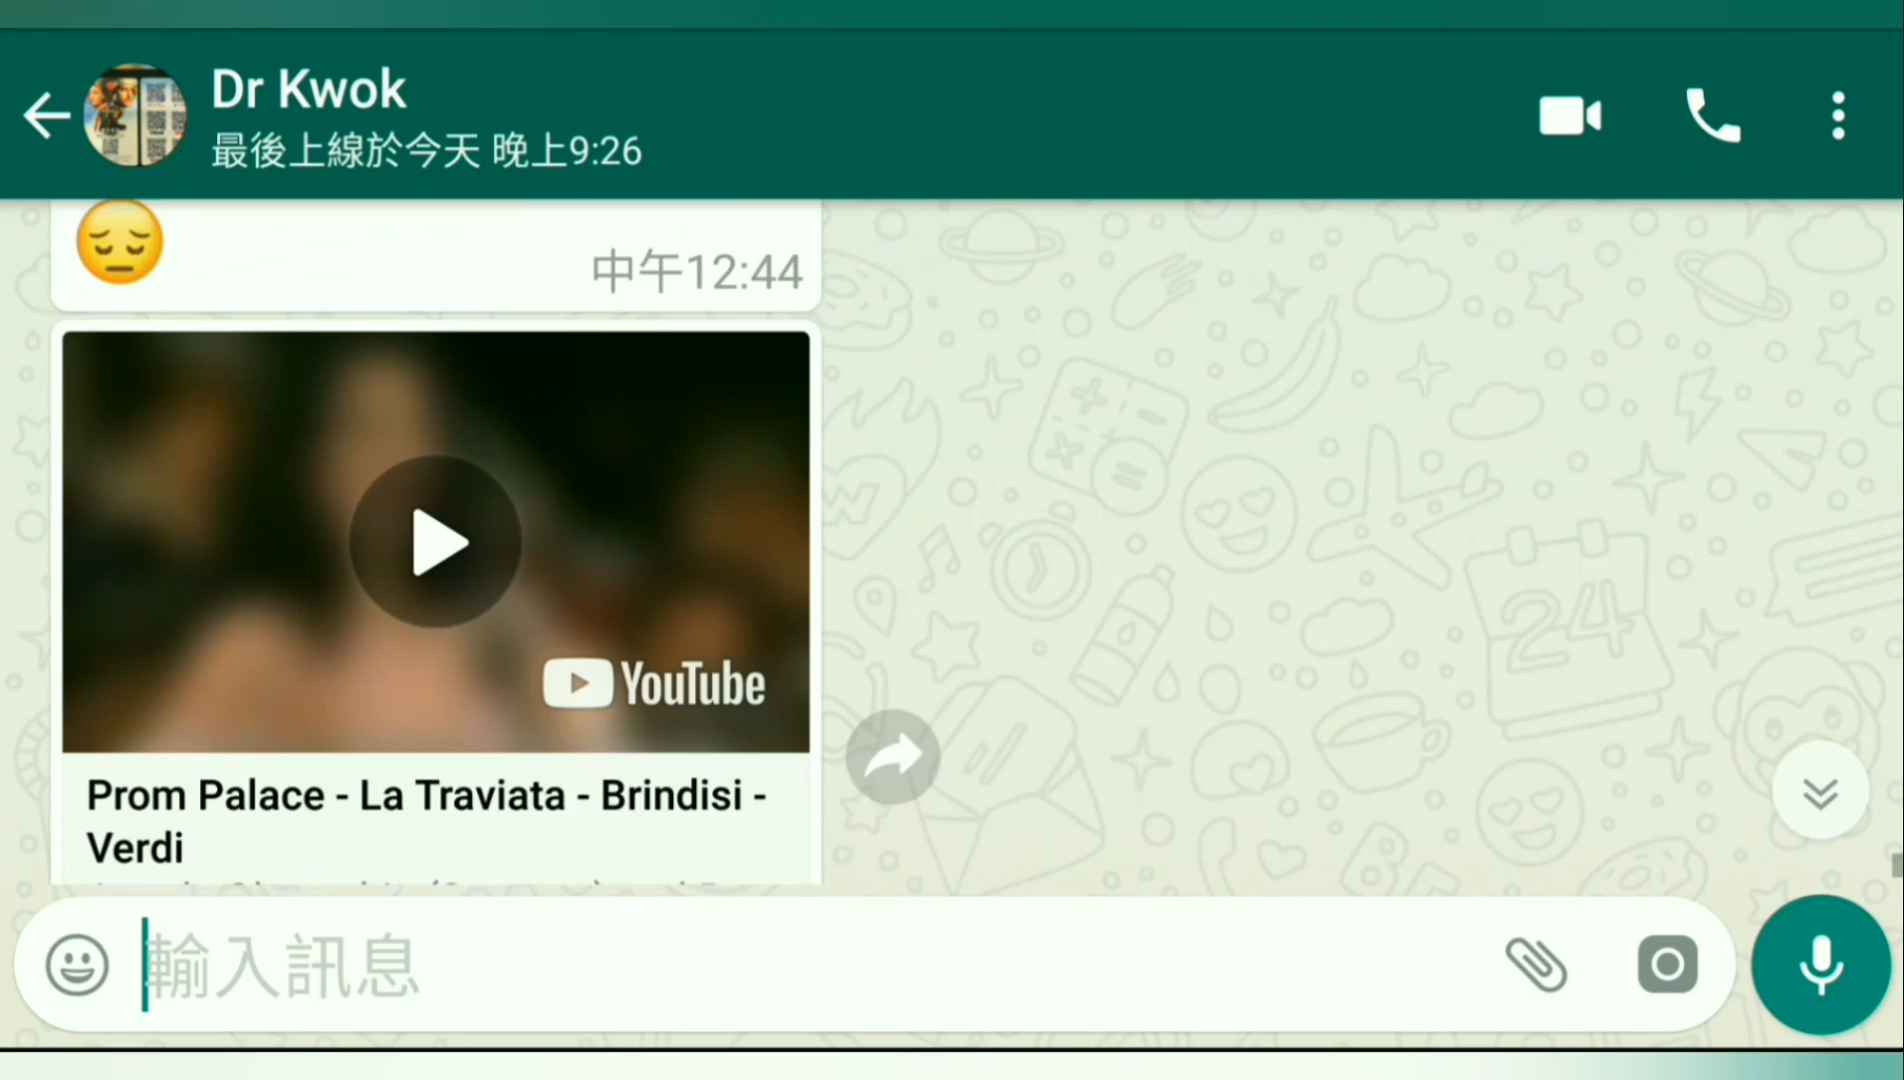 Dr Kwok
最後上線於今天 晚上9:26
中午12:44
YouTube
Prom Palace - La Traviata - Brindisi -
Verdi
輸入訊息